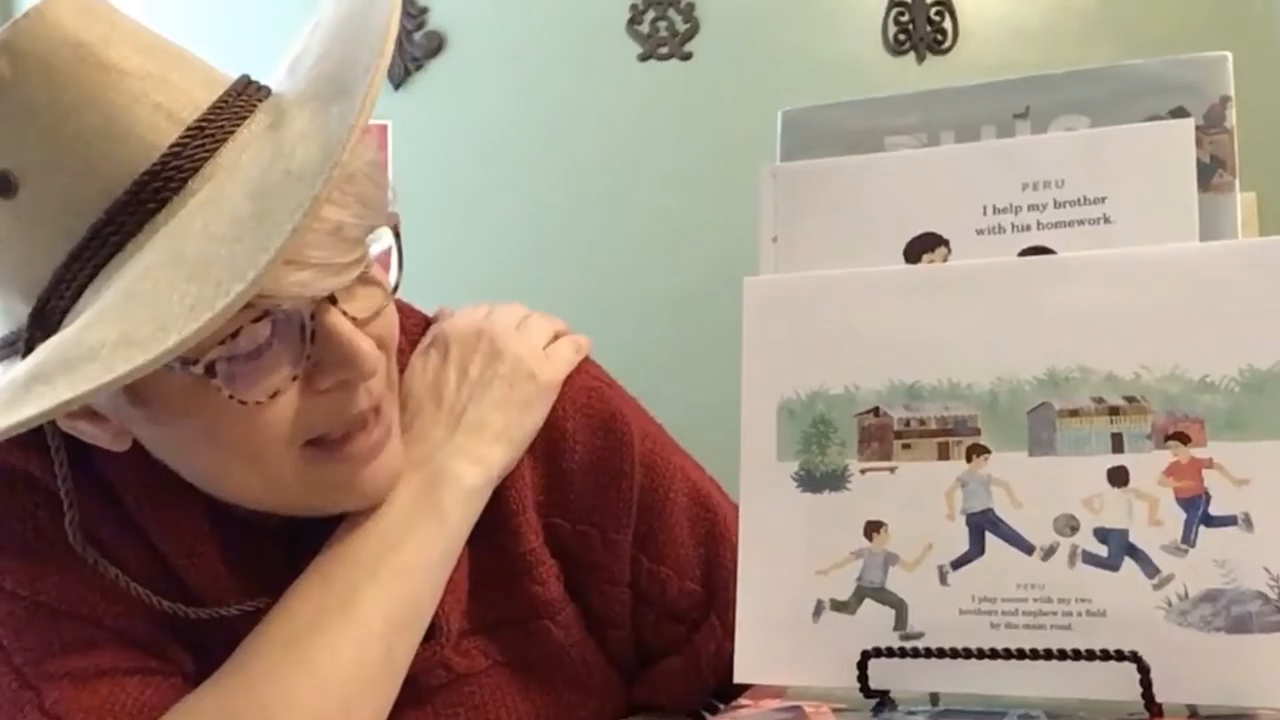 PERU
I help my brother
with his homework.
PERU
I play soccer with my two
brothers and nephew on a field
by the main road.